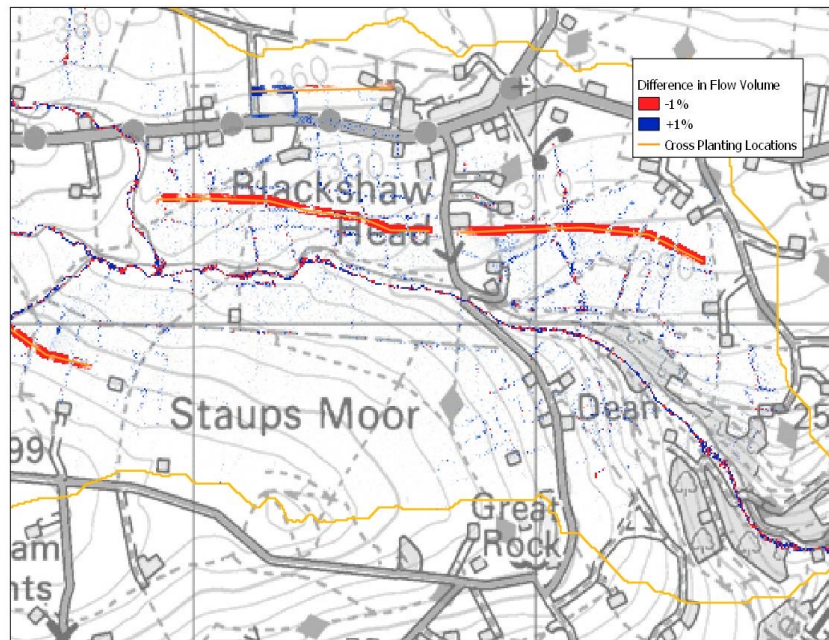 380
360
Difference in Flow Volume
-1%
+1%
Cross Planting Locations
330
310
Blackshaw
Head
290
Staups Moor
Dean
25
99
Great
Rock
am
nts